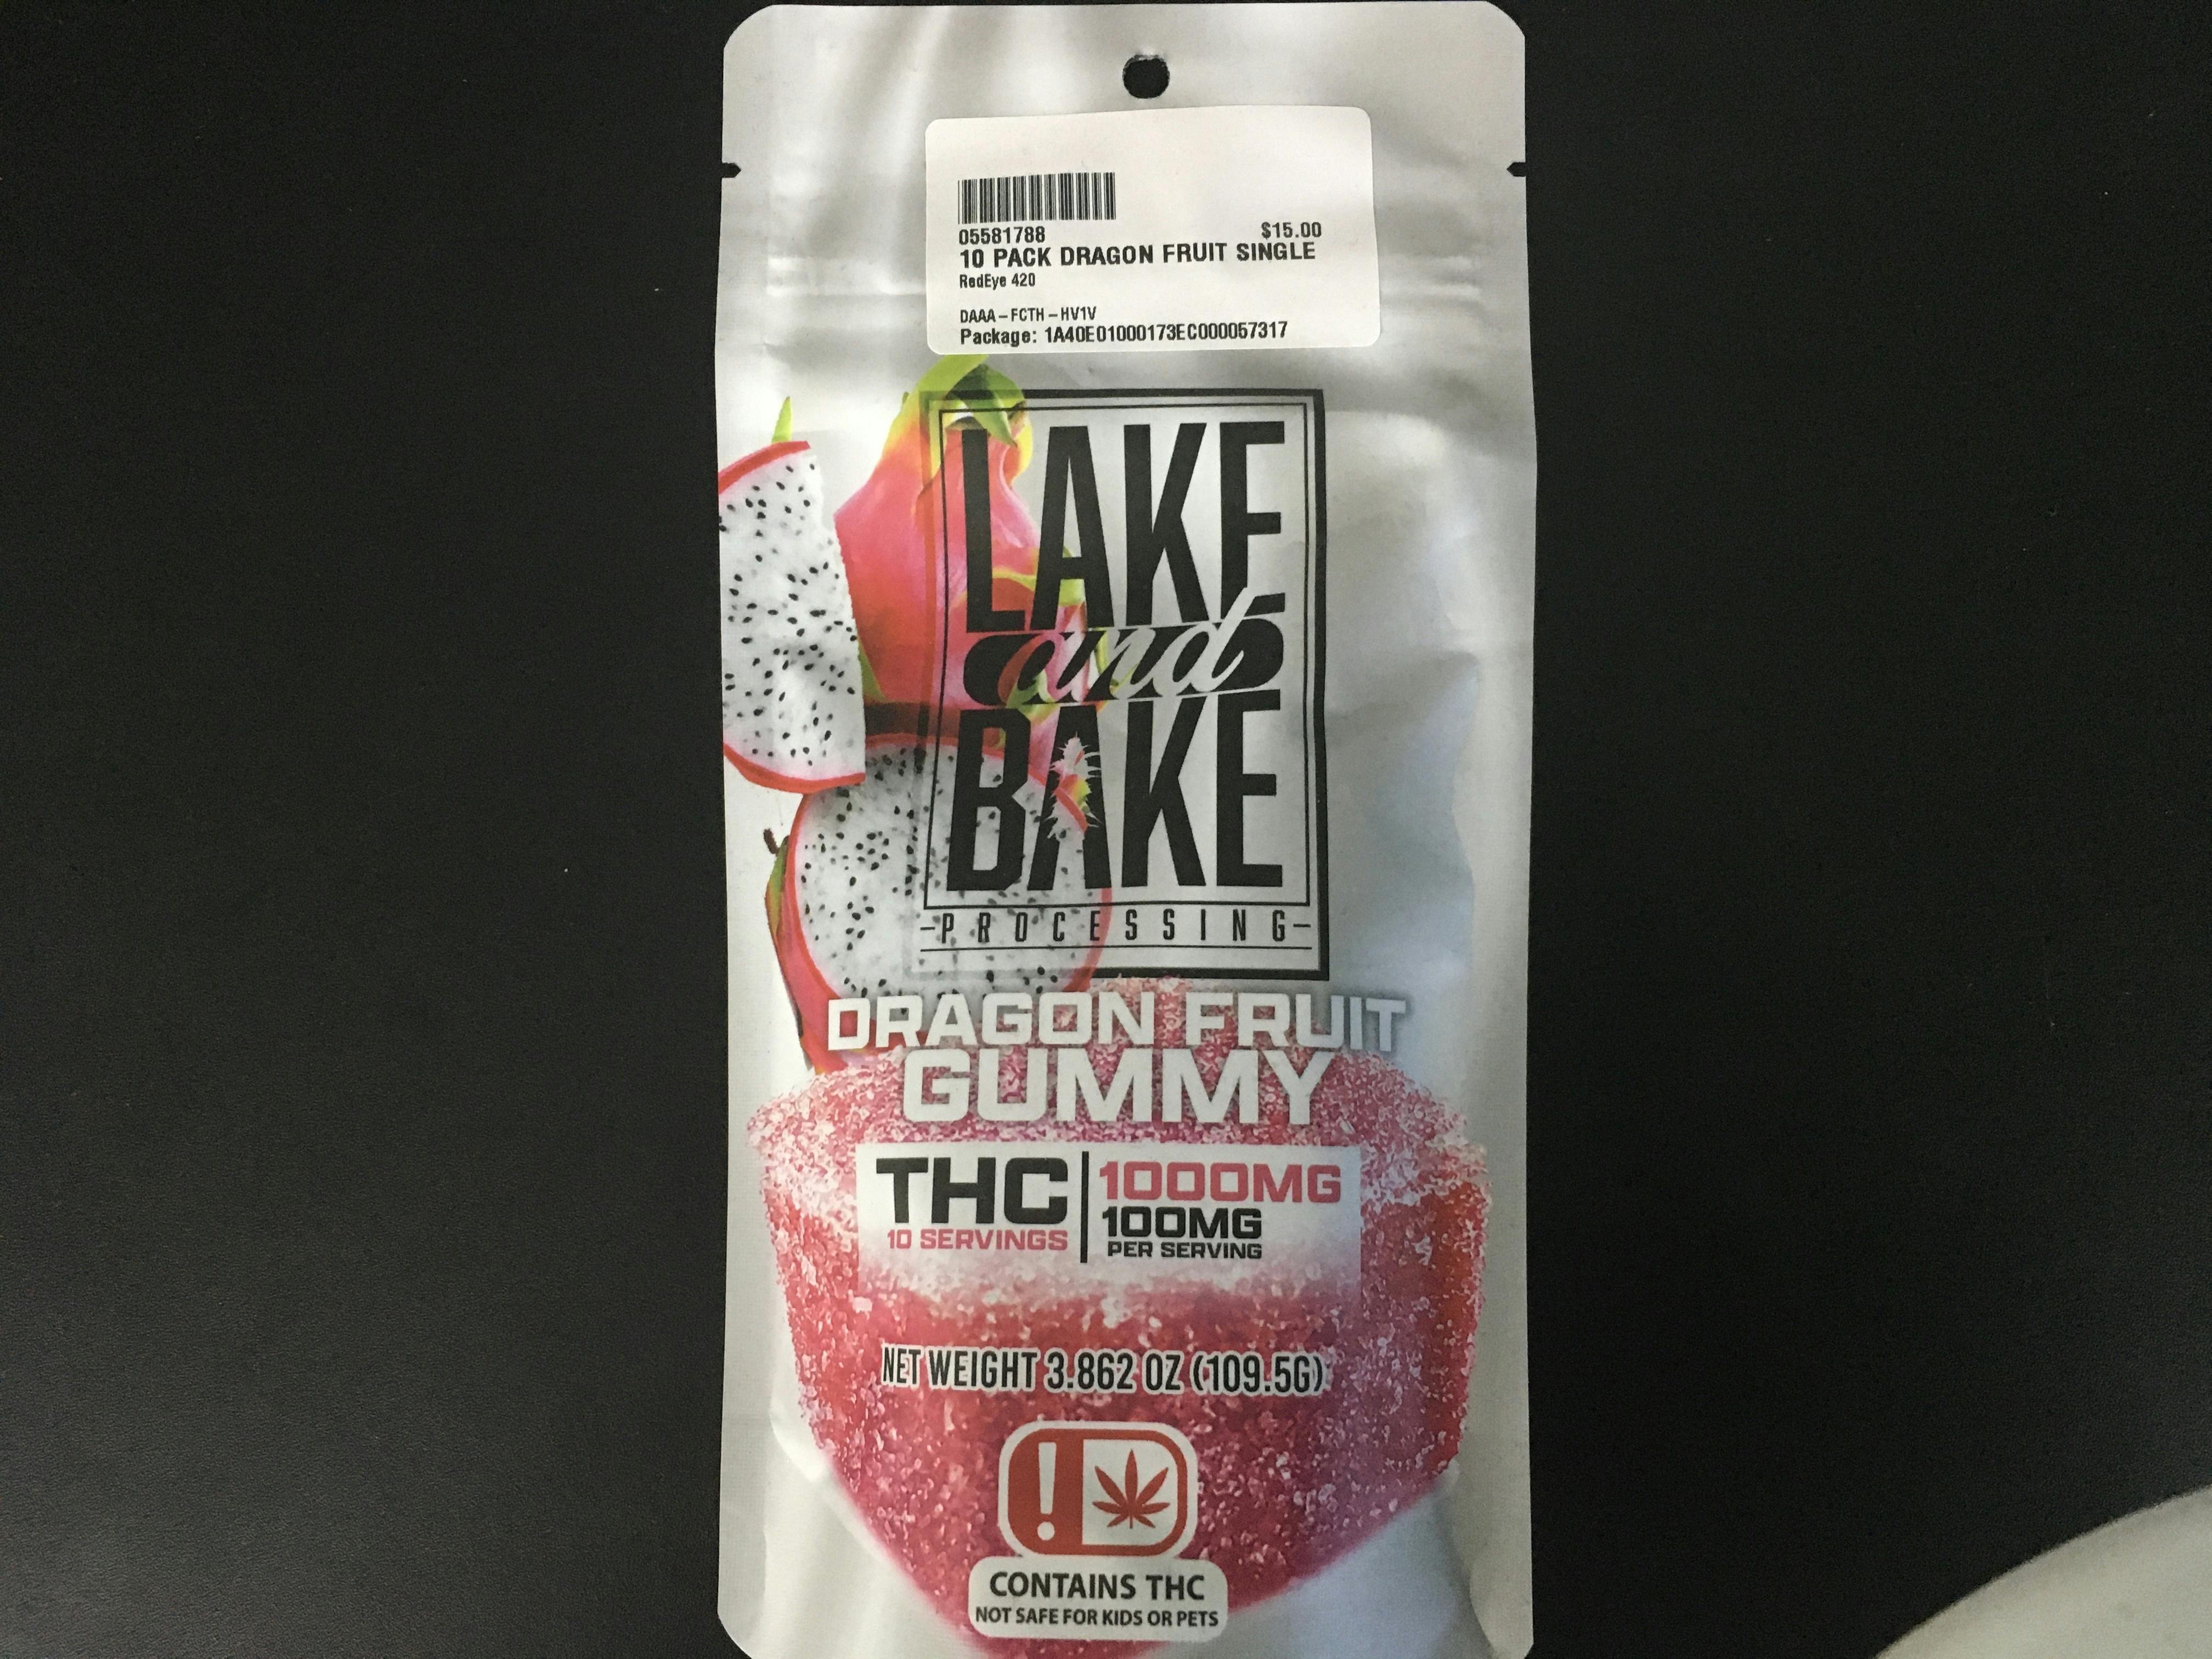 05581788 $15.00
10 PACK DRAGON FRUIT SINGLE
RedEye 420
DAAA-FCTH-HV1V
Package: 1A40E01000173EC000057317
LAKE
and
BAKE
-PROCESSING-
DRAGON FRUIT
GUMMY
THC 1000MG
100MG
10 SERVINGS PER SERVING
NET WEIGHT 3.862 OZ (109.5G)
!
CONTAINS THC
NOT SAFE FOR KIDS OR PETS